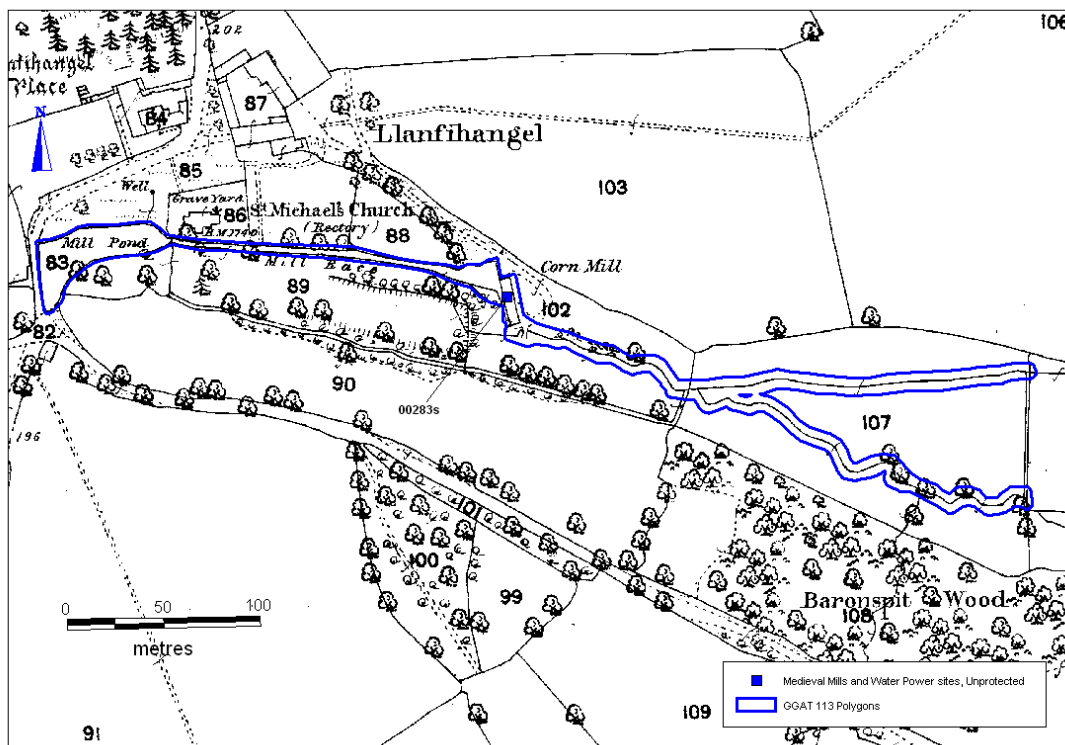 202
106
Place
84
87
N
Llanfihangel
85
103
Well
Grave Yard
86
St. Michael's Church
(Rectory)
88
Mill Pond
83
Mill Race
Corn Mill
89
102
82
90
00283s
107
196
101
100
99
0 50 100
metres
Baronspit Wood
108
91
109
Medieval Mills and Water Power sites, Unprotected
GGAT 113 Polygons